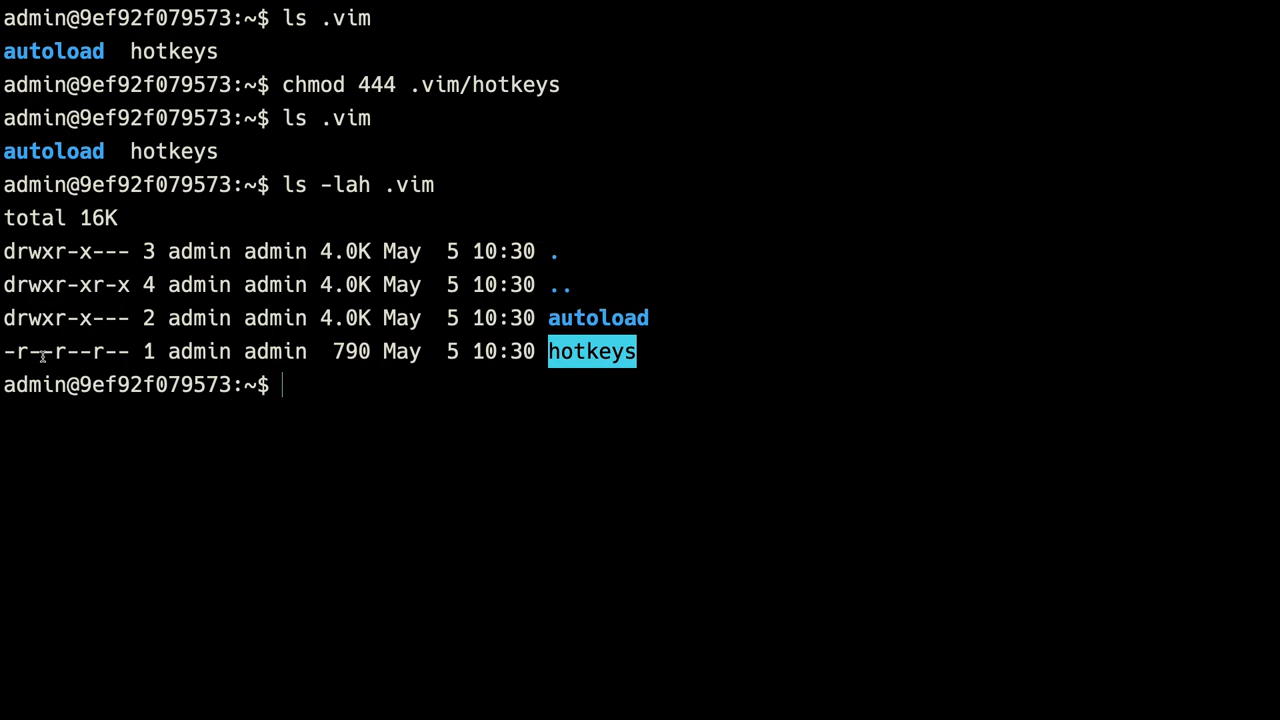 admin@9ef92f079573:~$ ls .vim
autoload  hotkeys
admin@9ef92f079573:~$ chmod 444 .vim/hotkeys
admin@9ef92f079573:~$ ls .vim
autoload  hotkeys
admin@9ef92f079573:~$ ls -lah .vim
total 16K
drwxr-x--- 3 admin admin 4.0K May  5 10:30 .
drwxr-xr-x 4 admin admin 4.0K May  5 10:30 ..
drwxr-x--- 2 admin admin 4.0K May  5 10:30 autoload
-r--r--r-- 1 admin admin  790 May  5 10:30 hotkeys
admin@9ef92f079573:~$